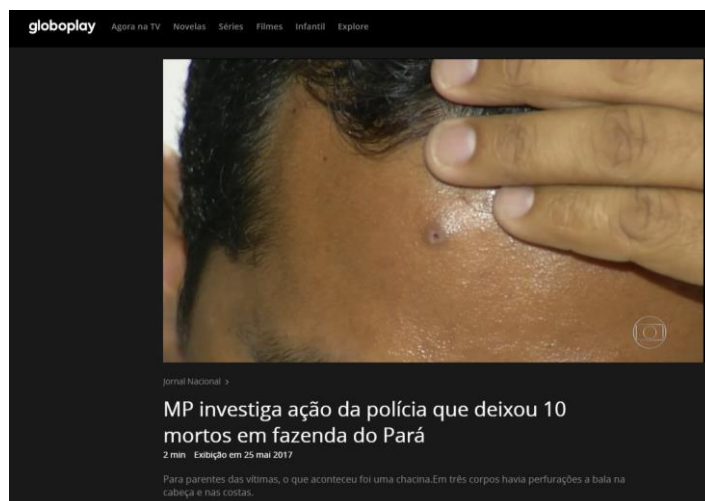 globoplay Agora na TV Novelas Séries Filmes Infantil Explore
Jornal Nacional >
MP investiga ação da polícia que deixou 10
mortos em fazenda do Pará
2 min Exibição em 25 mai 2017
Para parentes das vítimas, o que aconteceu foi uma chacina.Em três corpos havia perfurações a bala na
cabeça e nas costas.